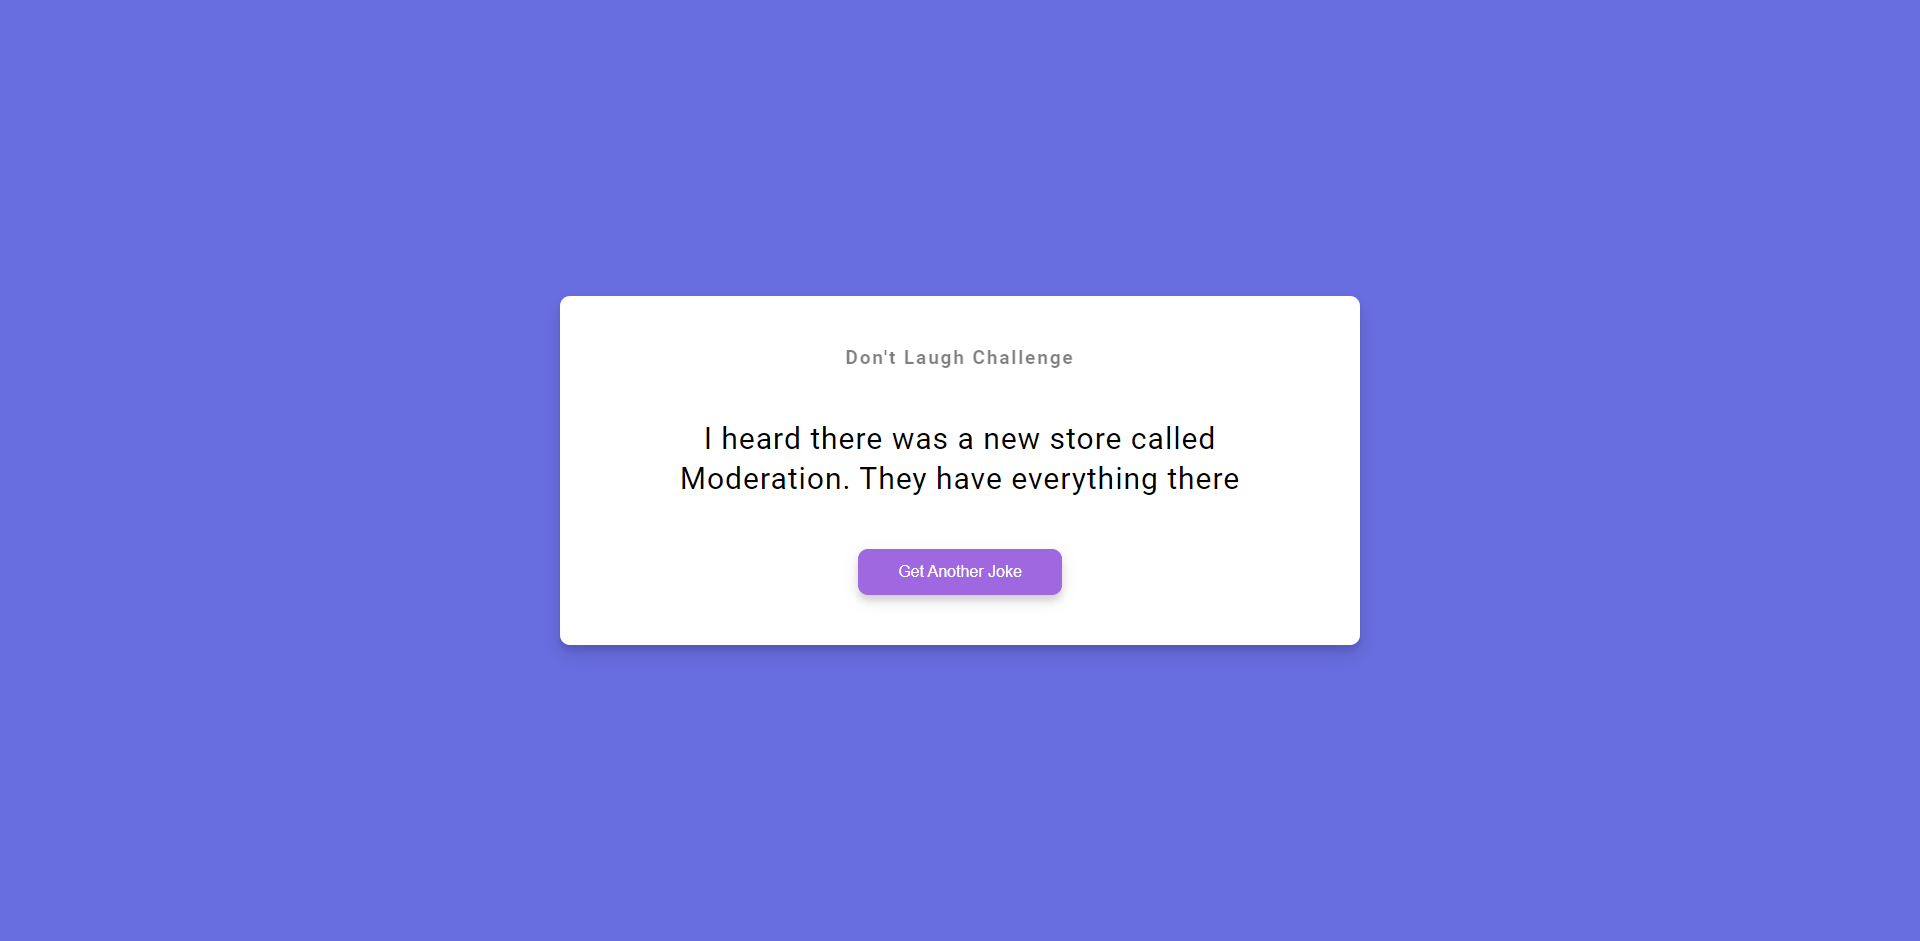 Don't Laugh Challenge
I heard there was a new store called
Moderation. They have everything there
Get Another Joke